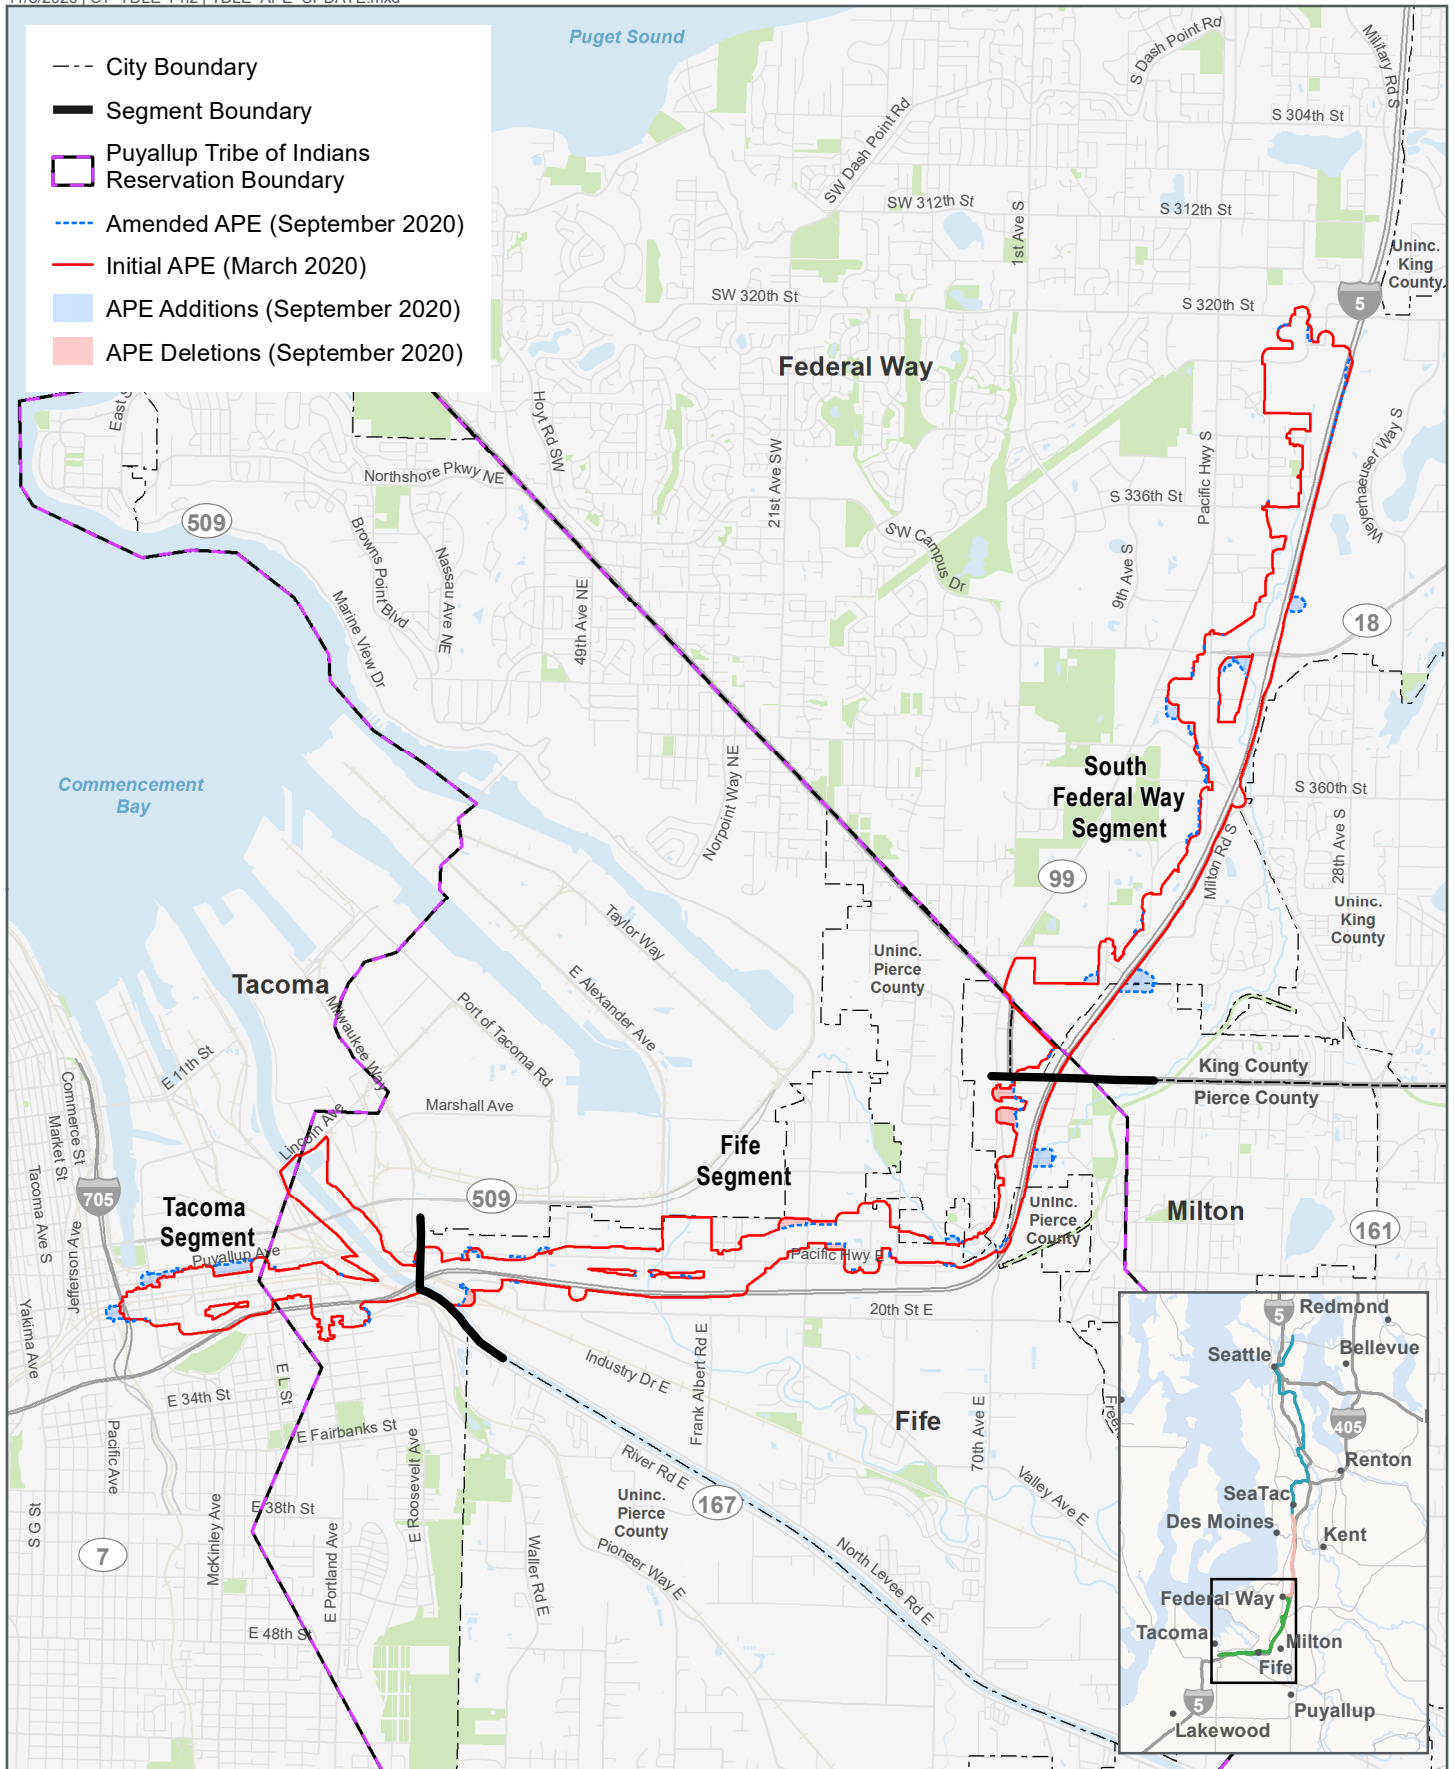 Puget Sound
City Boundary
Segment Boundary
Puyallup Tribe of Indians
Reservation Boundary
Amended APE (September 2020)
Initial APE (March 2020)
APE Additions (September 2020)
APE Deletions (September 2020)
S Dash Point Rd
Military Rd S
S 304th St
SW Dash Point Rd
SW 312th St
S 312th St
1st Ave S
Uninc.
King
County
SW 320th St
S 320th St
5
Federal Way
Hoyt Rd SW
Northshore Pkwy NE
21st Ave SW
Pacific Hwy S
Weyerhaeuser Way S
S 336th St
509
Browns Point Blvd
Nassau Ave NE
SW Campus Dr
9th Ave S
49th Ave NE
Marine View Dr
18
Commencement
Bay
South
Federal Way
Segment
S 360th St
Norpoint Way NE
Milton Rd S
28th Ave S
99
Uninc.
King
County
Taylor Way
Uninc.
Pierce
County
Tacoma
E Alexander Ave
Port of Tacoma Rd
Milwaukee Way
E 11th St
Commerce St
Market St
Marshall Ave
King County
Pierce County
Lincoln Ave
Fife
Segment
Tacoma Ave S
705
509
Tacoma
Segment
Uninc.
Pierce
County
Milton
161
Jefferson Ave
Puyallup Ave
Pacific Hwy E
20th St E
Yakima Ave
E L St
E 34th St
Industry Dr E
Frank Albert Rd E
Fife
70th Ave E
E Fairbanks St
Pacific Ave
E Roosevelt Ave
River Rd E
Valley Ave E
S G St
E 38th St
Uninc.
Pierce
County
167
7
McKinley Ave
E Portland Ave
Waller Rd E
Pioneer Way E
North Levee Rd E
E 48th St
5
Redmond
Seattle
Bellevue
405
Renton
SeaTac
Des Moines
Kent
Federal Way
Tacoma
Milton
Fife
5
Puyallup
Lakewood